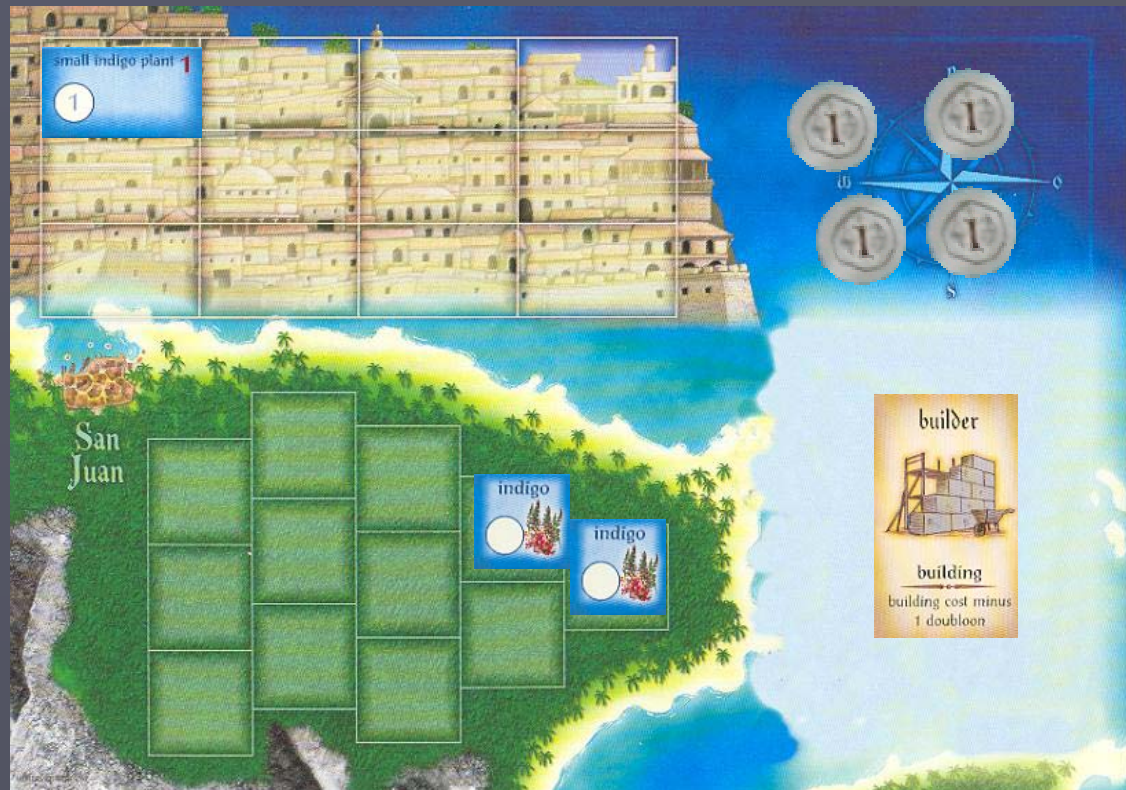 small indigo plant 1
1
1
1
1
1
W
O
S
San
Juan
indigo
indigo
builder
building
building cost minus
1 doubloon